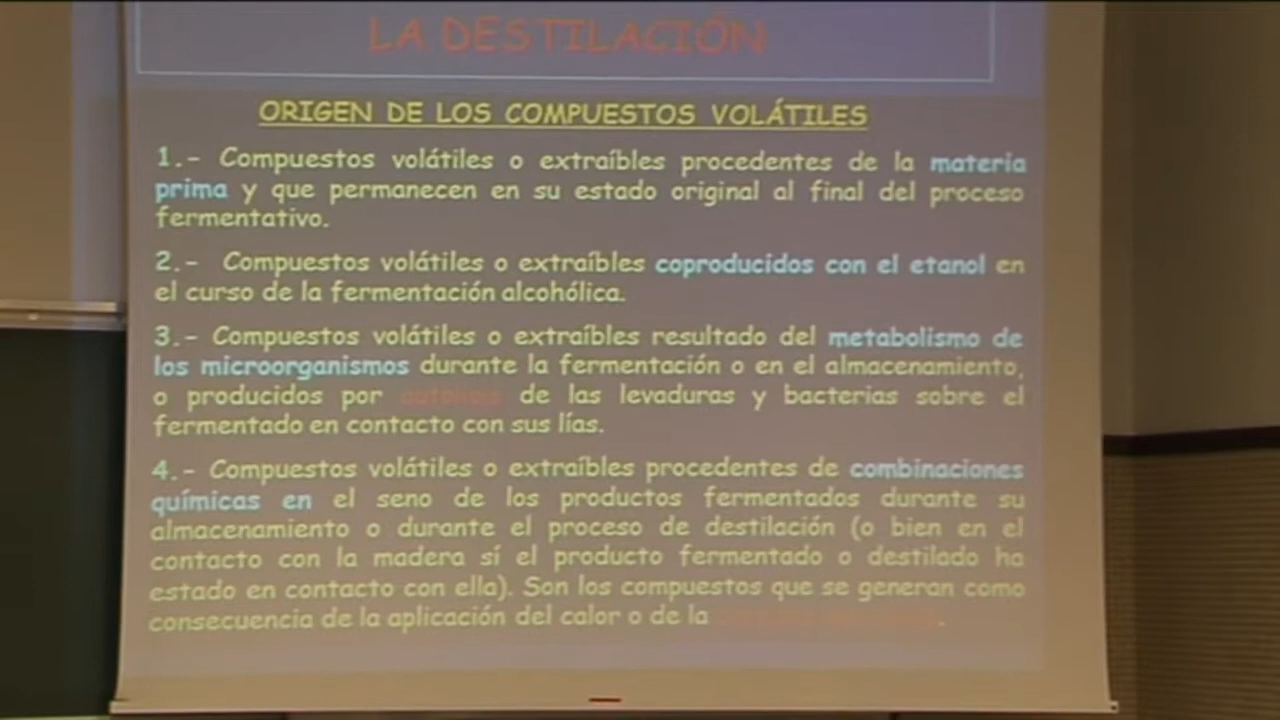 LA DESTILACIÓN
ORIGEN DE LOS COMPUESTOS VOLÁTILES
1.- Compuestos volátiles o extraíbles procedentes de la materia
prima y que permanecen en su estado original al final del proceso
fermentativo.
2.- Compuestos volátiles o extraíbles coproducidos con el etanol en
el curso de la fermentación alcohólica.
3.- Compuestos volátiles o extraíbles resultado del metabolismo de
los microorganismos durante la fermentación o en el almacenamiento,
o producidos por autolisis de las levaduras y bacterias sobre el
fermentado en contacto con sus lías.
4.- Compuestos volátiles o extraíbles procedentes de combinaciones
químicas en el seno de los productos fermentados durante su
almacenamiento o durante el proceso de destilación (o bien en el
contacto con la madera sí el producto fermentado o destilado ha
estado en contacto con ella). Son los compuestos que se generan como
consecuencia de la aplicación del calor o de la